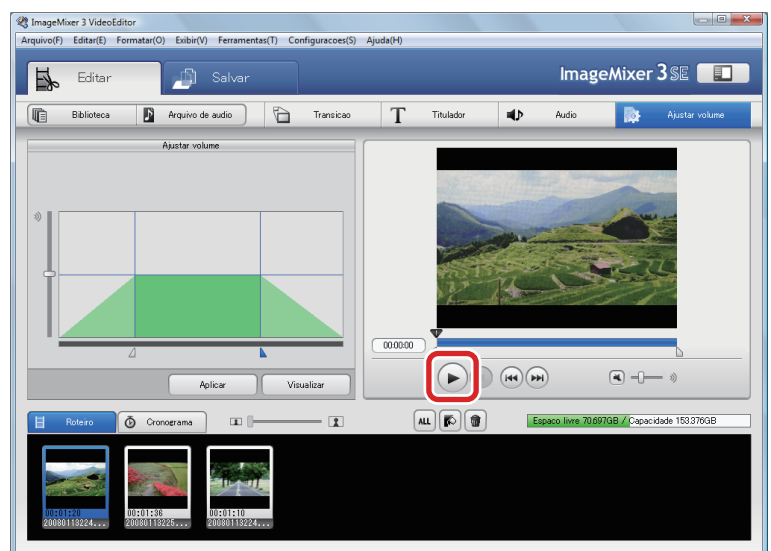 ImageMixer 3 VideoEditor
Arquivo(F) Editar(E) Formatar(O) Exibir(V) Ferramentas(T) Configuracoes(S) Ajuda(H)
Editar Salvar ImageMixer 3 SE
Biblioteca Arquivo de audio Transicao T Titulador Audio Ajustar volume
Ajustar volume
00:00:00
Aplicar Visualizar
Roteiro Cronograma ALL Espaco livre 70.697GB / Capacidade 153.376GB
00:01:20 00:01:36 00:01:10
20080113224... 20080113225... 20080113224...